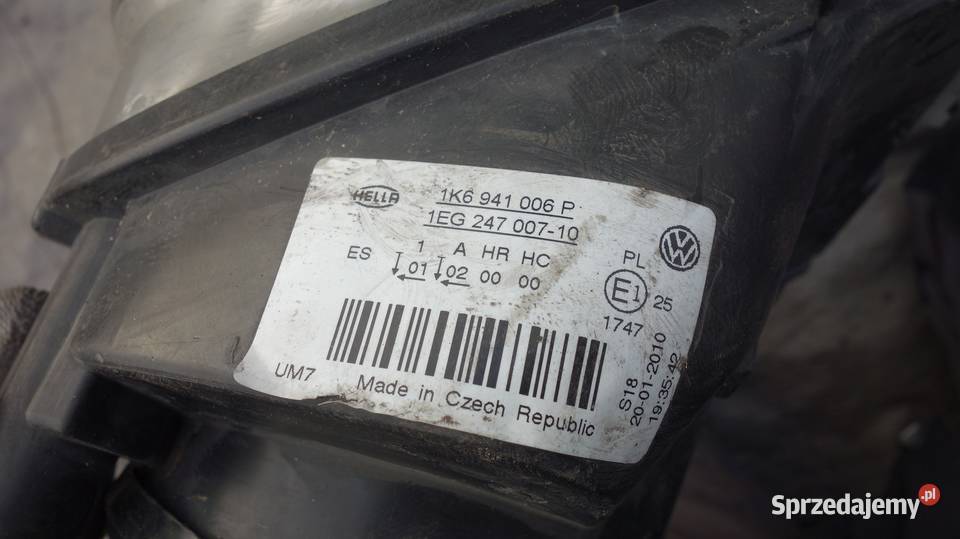 HELLA
1K6 941 006 P
1EG 247 007-10
ES 1 A HR HC
01 02 00 00
PL
E1 25
1747
UM7 Made in Czech Republic
S18
20-01-2010
19:35:42
Sprzedajemy.pl